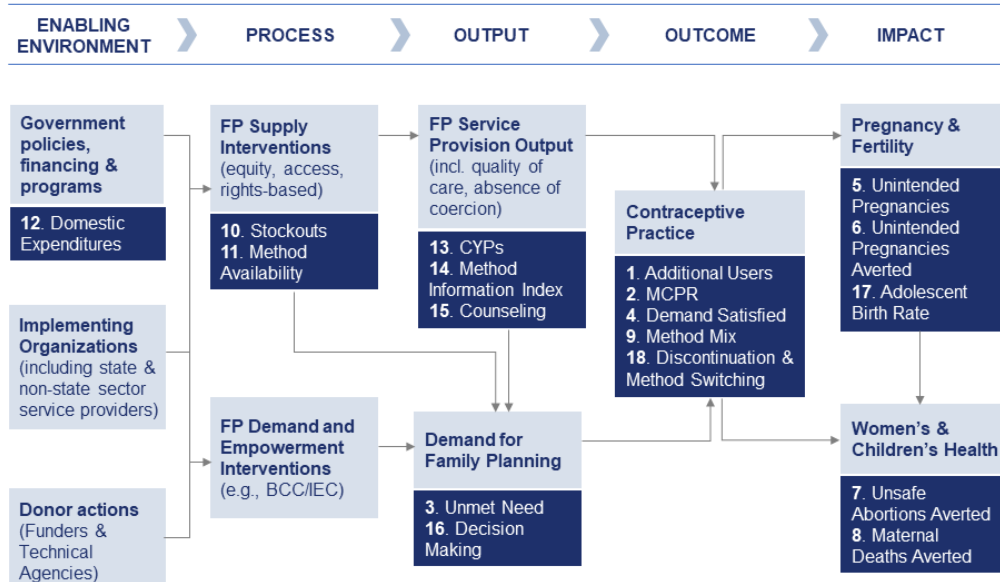 ENABLING
ENVIRONMENT
PROCESS
OUTPUT
OUTCOME
IMPACT
Government
policies,
financing &
programs
12. Domestic
Expenditures
Implementing
Organizations
(including state &
non-state sector
service providers)
Donor actions
(Funders &
Technical
Agencies)
FP Supply
Interventions
(equity, access,
rights-based)
10. Stockouts
11. Method
Availability
FP Demand and
Empowerment
Interventions
(e.g., BCC/IEC)
FP Service
Provision Output
(incl. quality of
care, absence of
coercion)
13. CYPs
14. Method
Information Index
15. Counseling
Demand for
Family Planning
3. Unmet Need
16. Decision
Making
Contraceptive
Practice
1. Additional Users
2. MCPR
4. Demand Satisfied
9. Method Mix
18. Discontinuation &
Method Switching
Pregnancy &
Fertility
5. Unintended
Pregnancies
6. Unintended
Pregnancies
Averted
17. Adolescent
Birth Rate
Women's &
Children's Health
7. Unsafe
Abortions Averted
8. Maternal
Deaths Averted